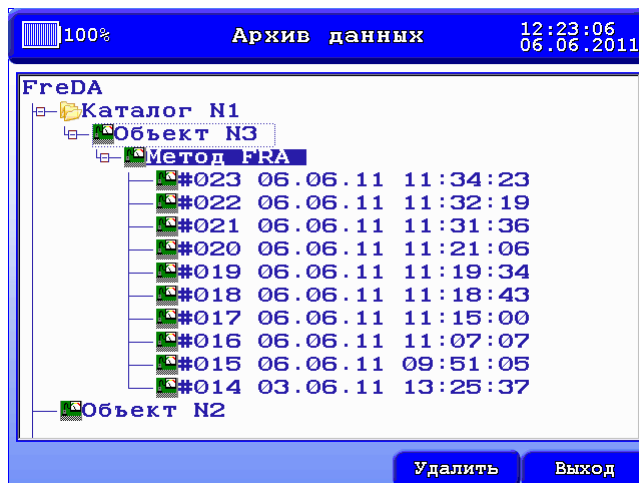 100%
Архив данных
12:23:06
06.06.2011
FreDA
Каталог N1
Объект N3
Метод FRA
#023 06.06.11 11:34:23
#022 06.06.11 11:32:19
#021 06.06.11 11:31:36
#020 06.06.11 11:21:06
#019 06.06.11 11:19:34
#018 06.06.11 11:18:43
#017 06.06.11 11:15:00
#016 06.06.11 11:07:07
#015 06.06.11 09:51:05
#014 03.06.11 13:25:37
Объект N2
Удалить
Выход